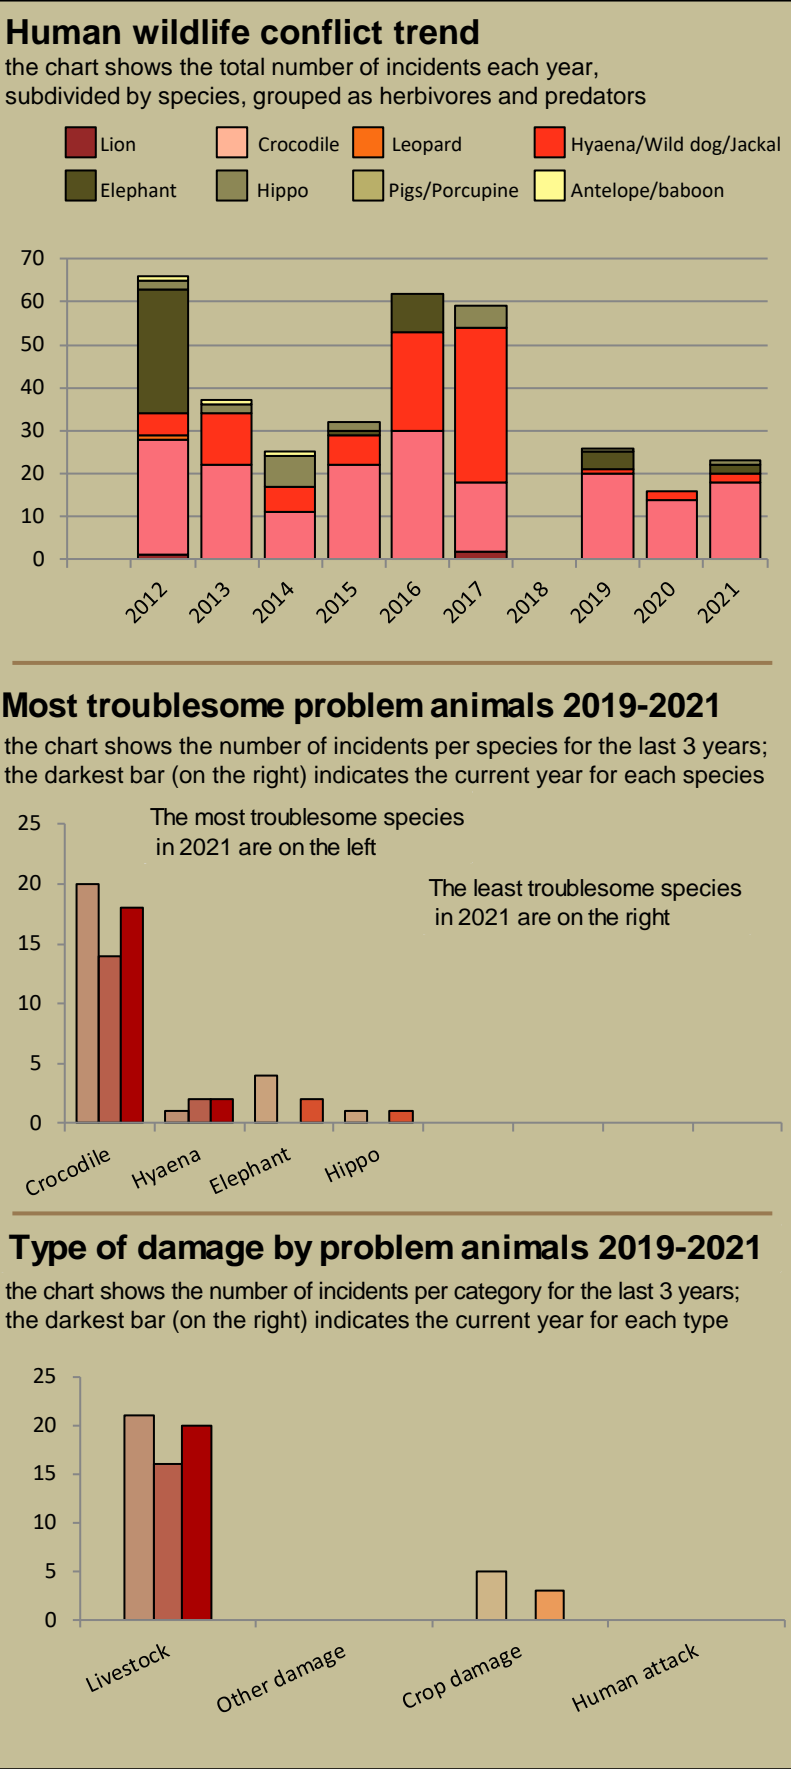 Human wildlife conflict trend
the chart shows the total number of incidents each year,
subdivided by species, grouped as herbivores and predators
Lion Crocodile Leopard Hyaena/Wild dog/Jackal
Elephant Hippo Pigs/Porcupine Antelope/baboon
70
60
50
40
30
20
10
0
2012 2013 2014 2015 2016 2017 2018 2019 2020 2021
Most troublesome problem animals 2019-2021
the chart shows the number of incidents per species for the last 3 years;
the darkest bar (on the right) indicates the current year for each species
The most troublesome species
in 2021 are on the left
The least troublesome species
in 2021 are on the right
25
20
15
10
5
0
Crocodile Hyaena Elephant Hippo
Type of damage by problem animals 2019-2021
the chart shows the number of incidents per category for the last 3 years;
the darkest bar (on the right) indicates the current year for each type
25
20
15
10
5
0
Livestock Other damage Crop damage Human attack